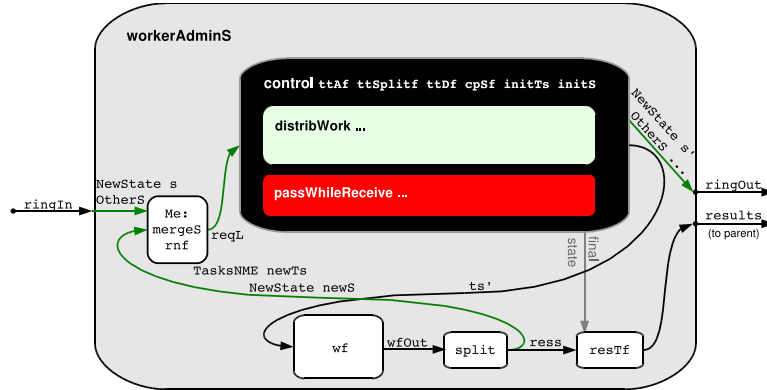 workerAdminS
control ttAf ttSplitf ttDf cpSf initTs initS
distribWork ...
passWhileReceive ...
NewState s'
OtherS ...
NewState s
OtherS
ringIn
Me:
mergeS
rnf
reqL
ringOut
results
(to parent)
final
state
TasksNME newTs
NewState newS
ts'
wf
wfOut
split
ress
resTf